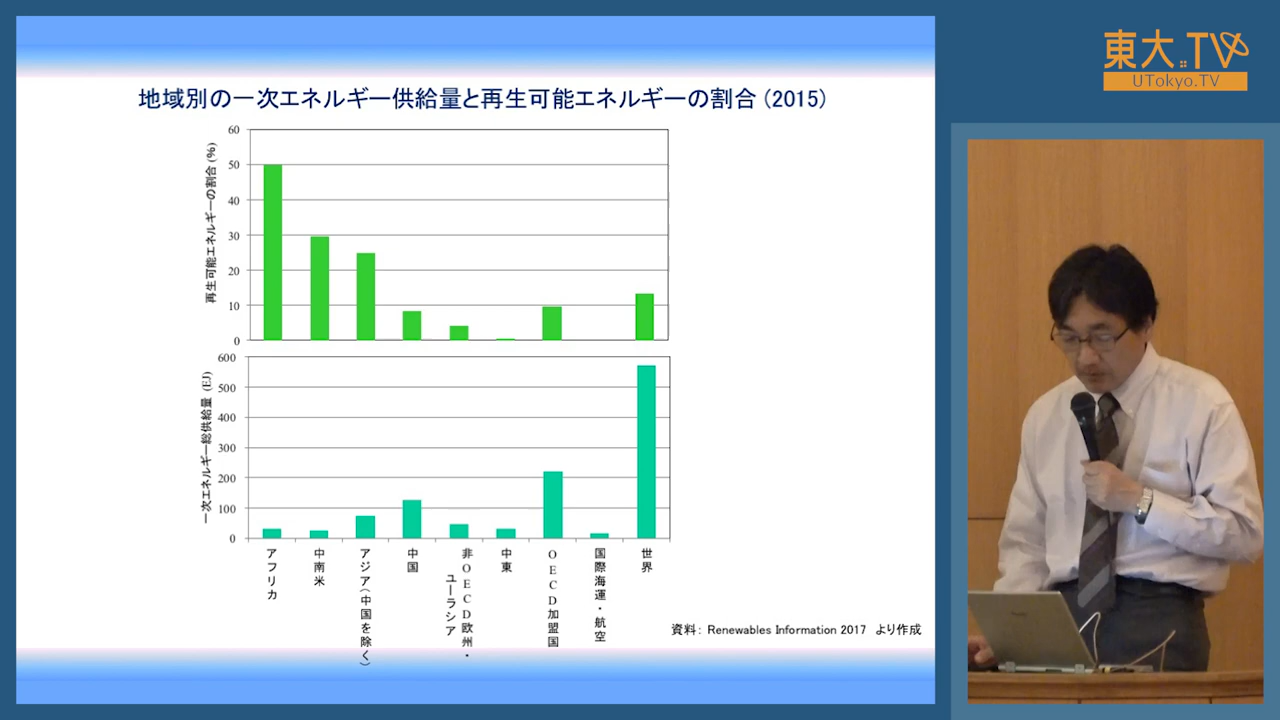 東大.TV
UTokyo.TV
地域別の一次エネルギー供給量と再生可能エネルギーの割合 (2015)
再生可能エネルギーの割合 (%)
60
50
40
30
20
10
0
一次エネルギー総供給量 (EJ)
600
500
400
300
200
100
0
アフリカ
中南米
アジア(中国を除く)
中国
非OECD欧州・
ユーラシア
中東
OECD加盟国
国際海運・航空
世界
資料: Renewables Information 2017 より作成